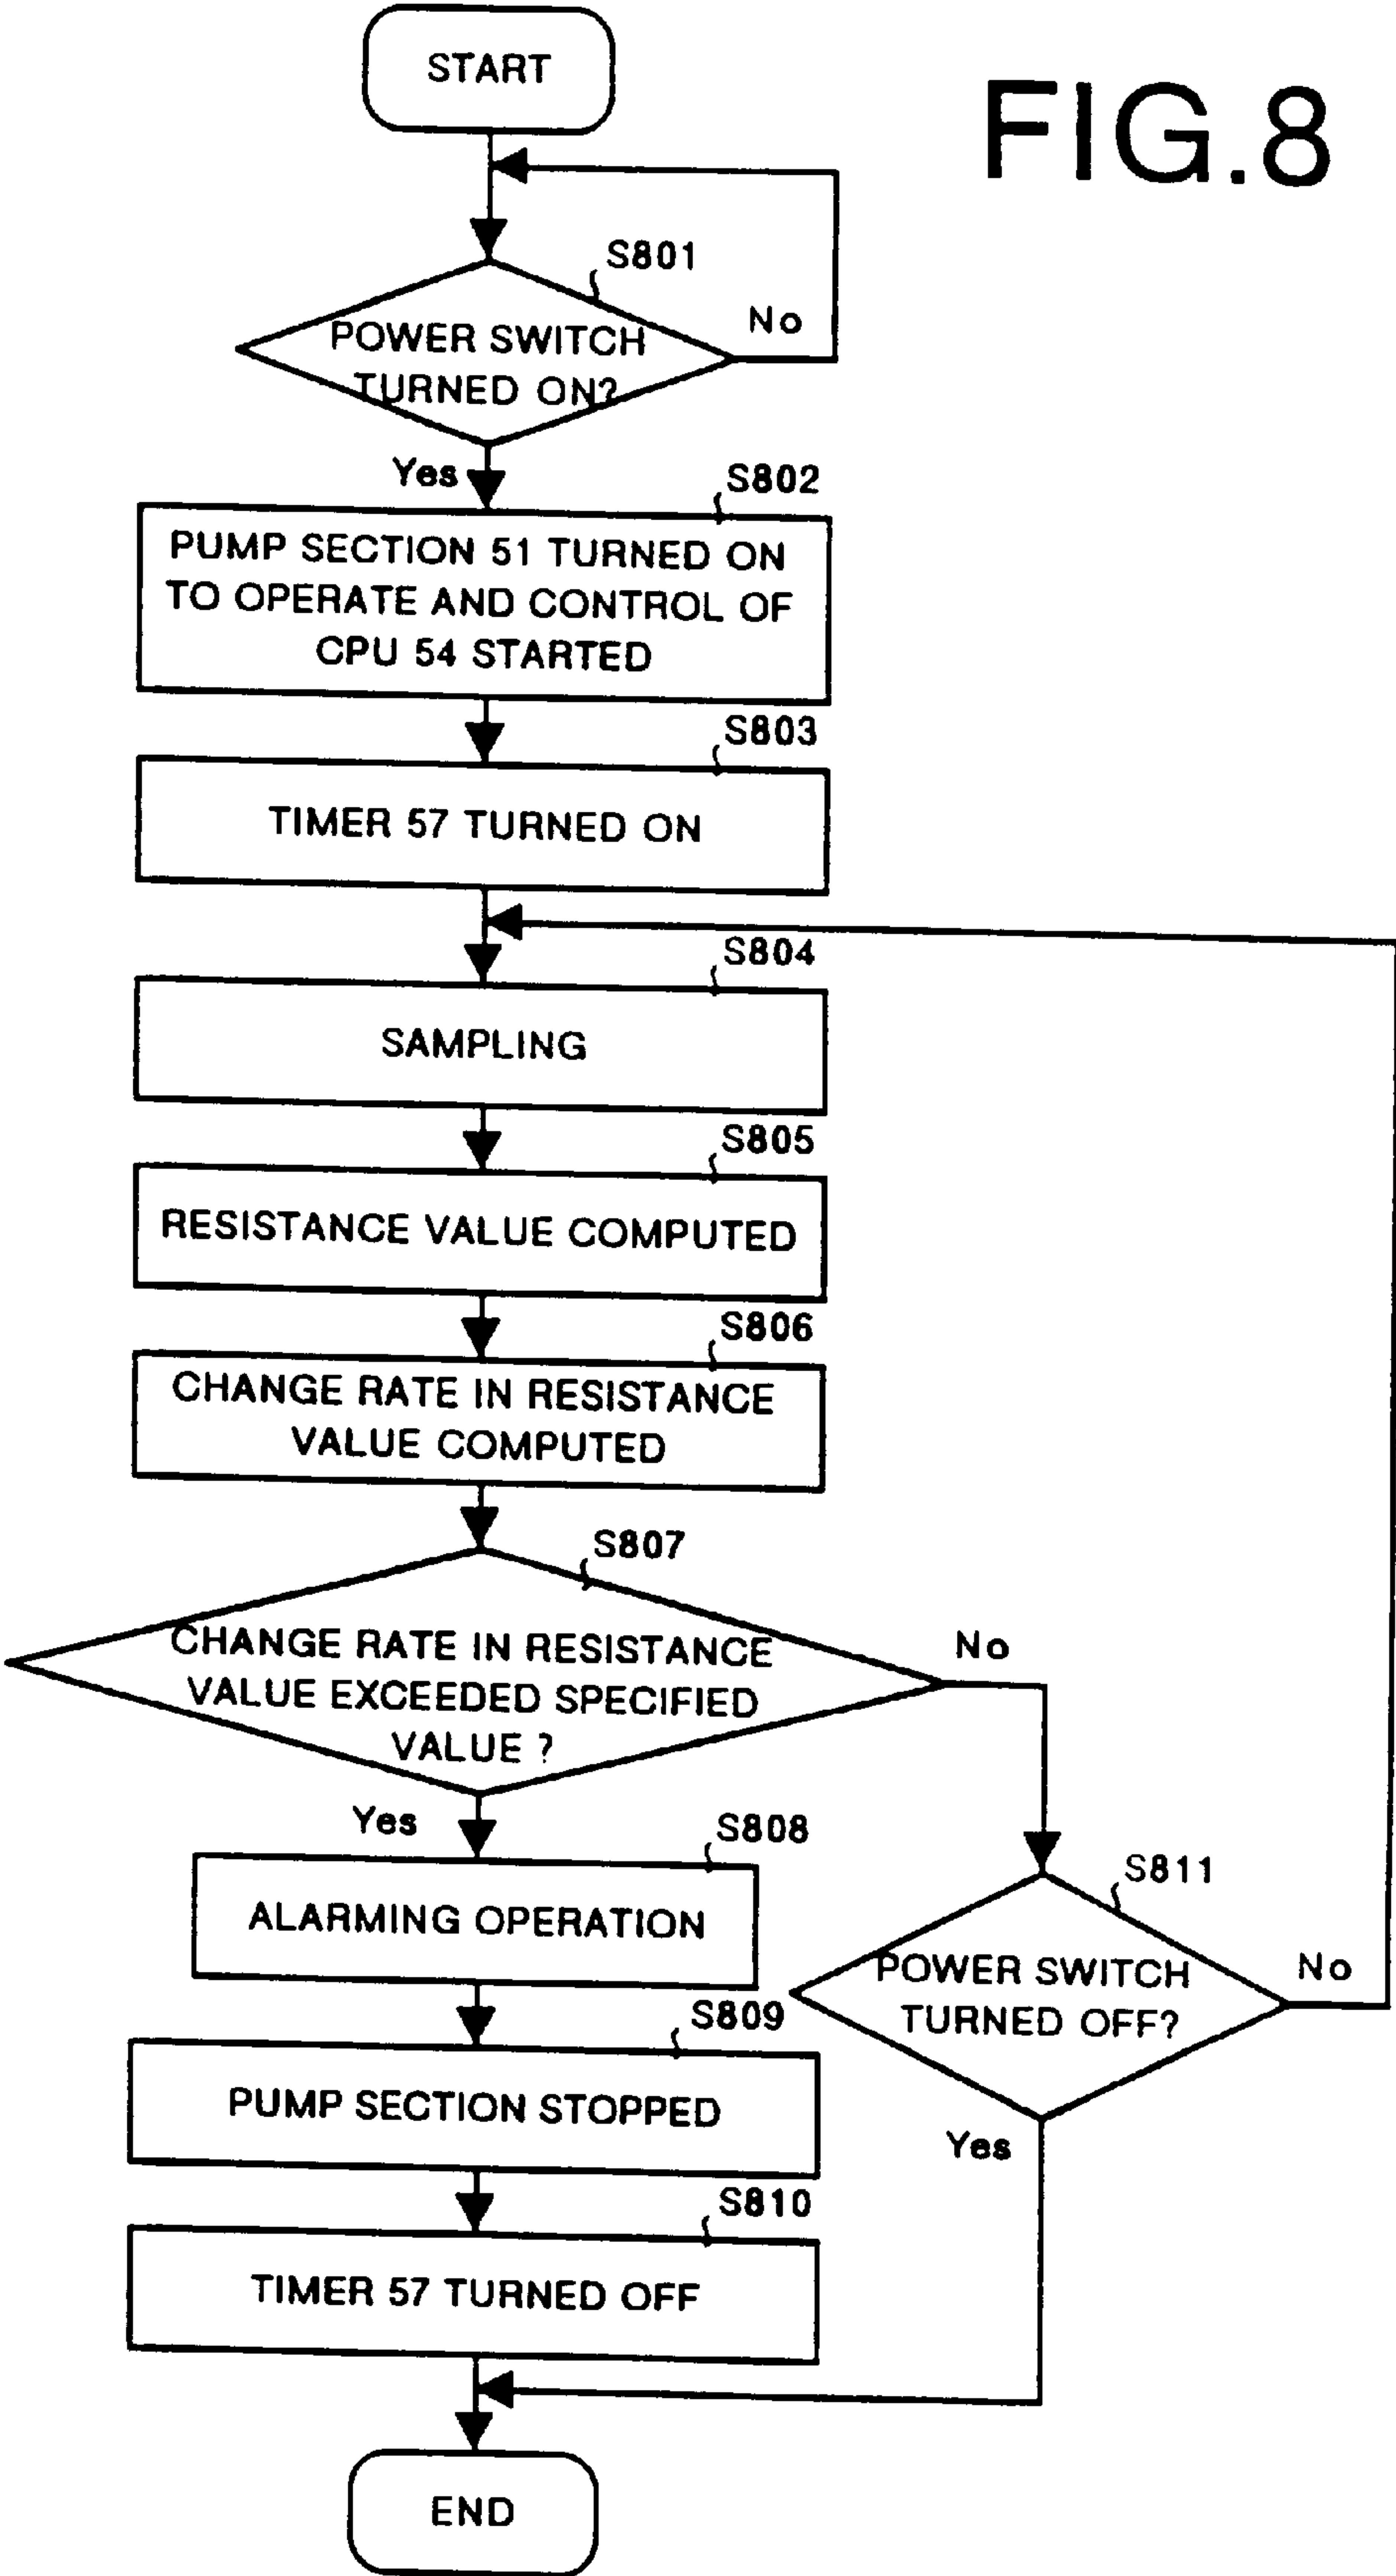 FIG.8
START
S801
POWER SWITCH
TURNED ON?
No
Yes
S802
PUMP SECTION 51 TURNED ON
TO OPERATE AND CONTROL OF
CPU 54 STARTED
S803
TIMER 57 TURNED ON
S804
SAMPLING
S805
RESISTANCE VALUE COMPUTED
S806
CHANGE RATE IN RESISTANCE
VALUE COMPUTED
S807
CHANGE RATE IN RESISTANCE
VALUE EXCEEDED SPECIFIED
VALUE ?
No
Yes
S808
ALARMING OPERATION
S811
POWER SWITCH
TURNED OFF?
No
Yes
S809
PUMP SECTION STOPPED
S810
TIMER 57 TURNED OFF
END